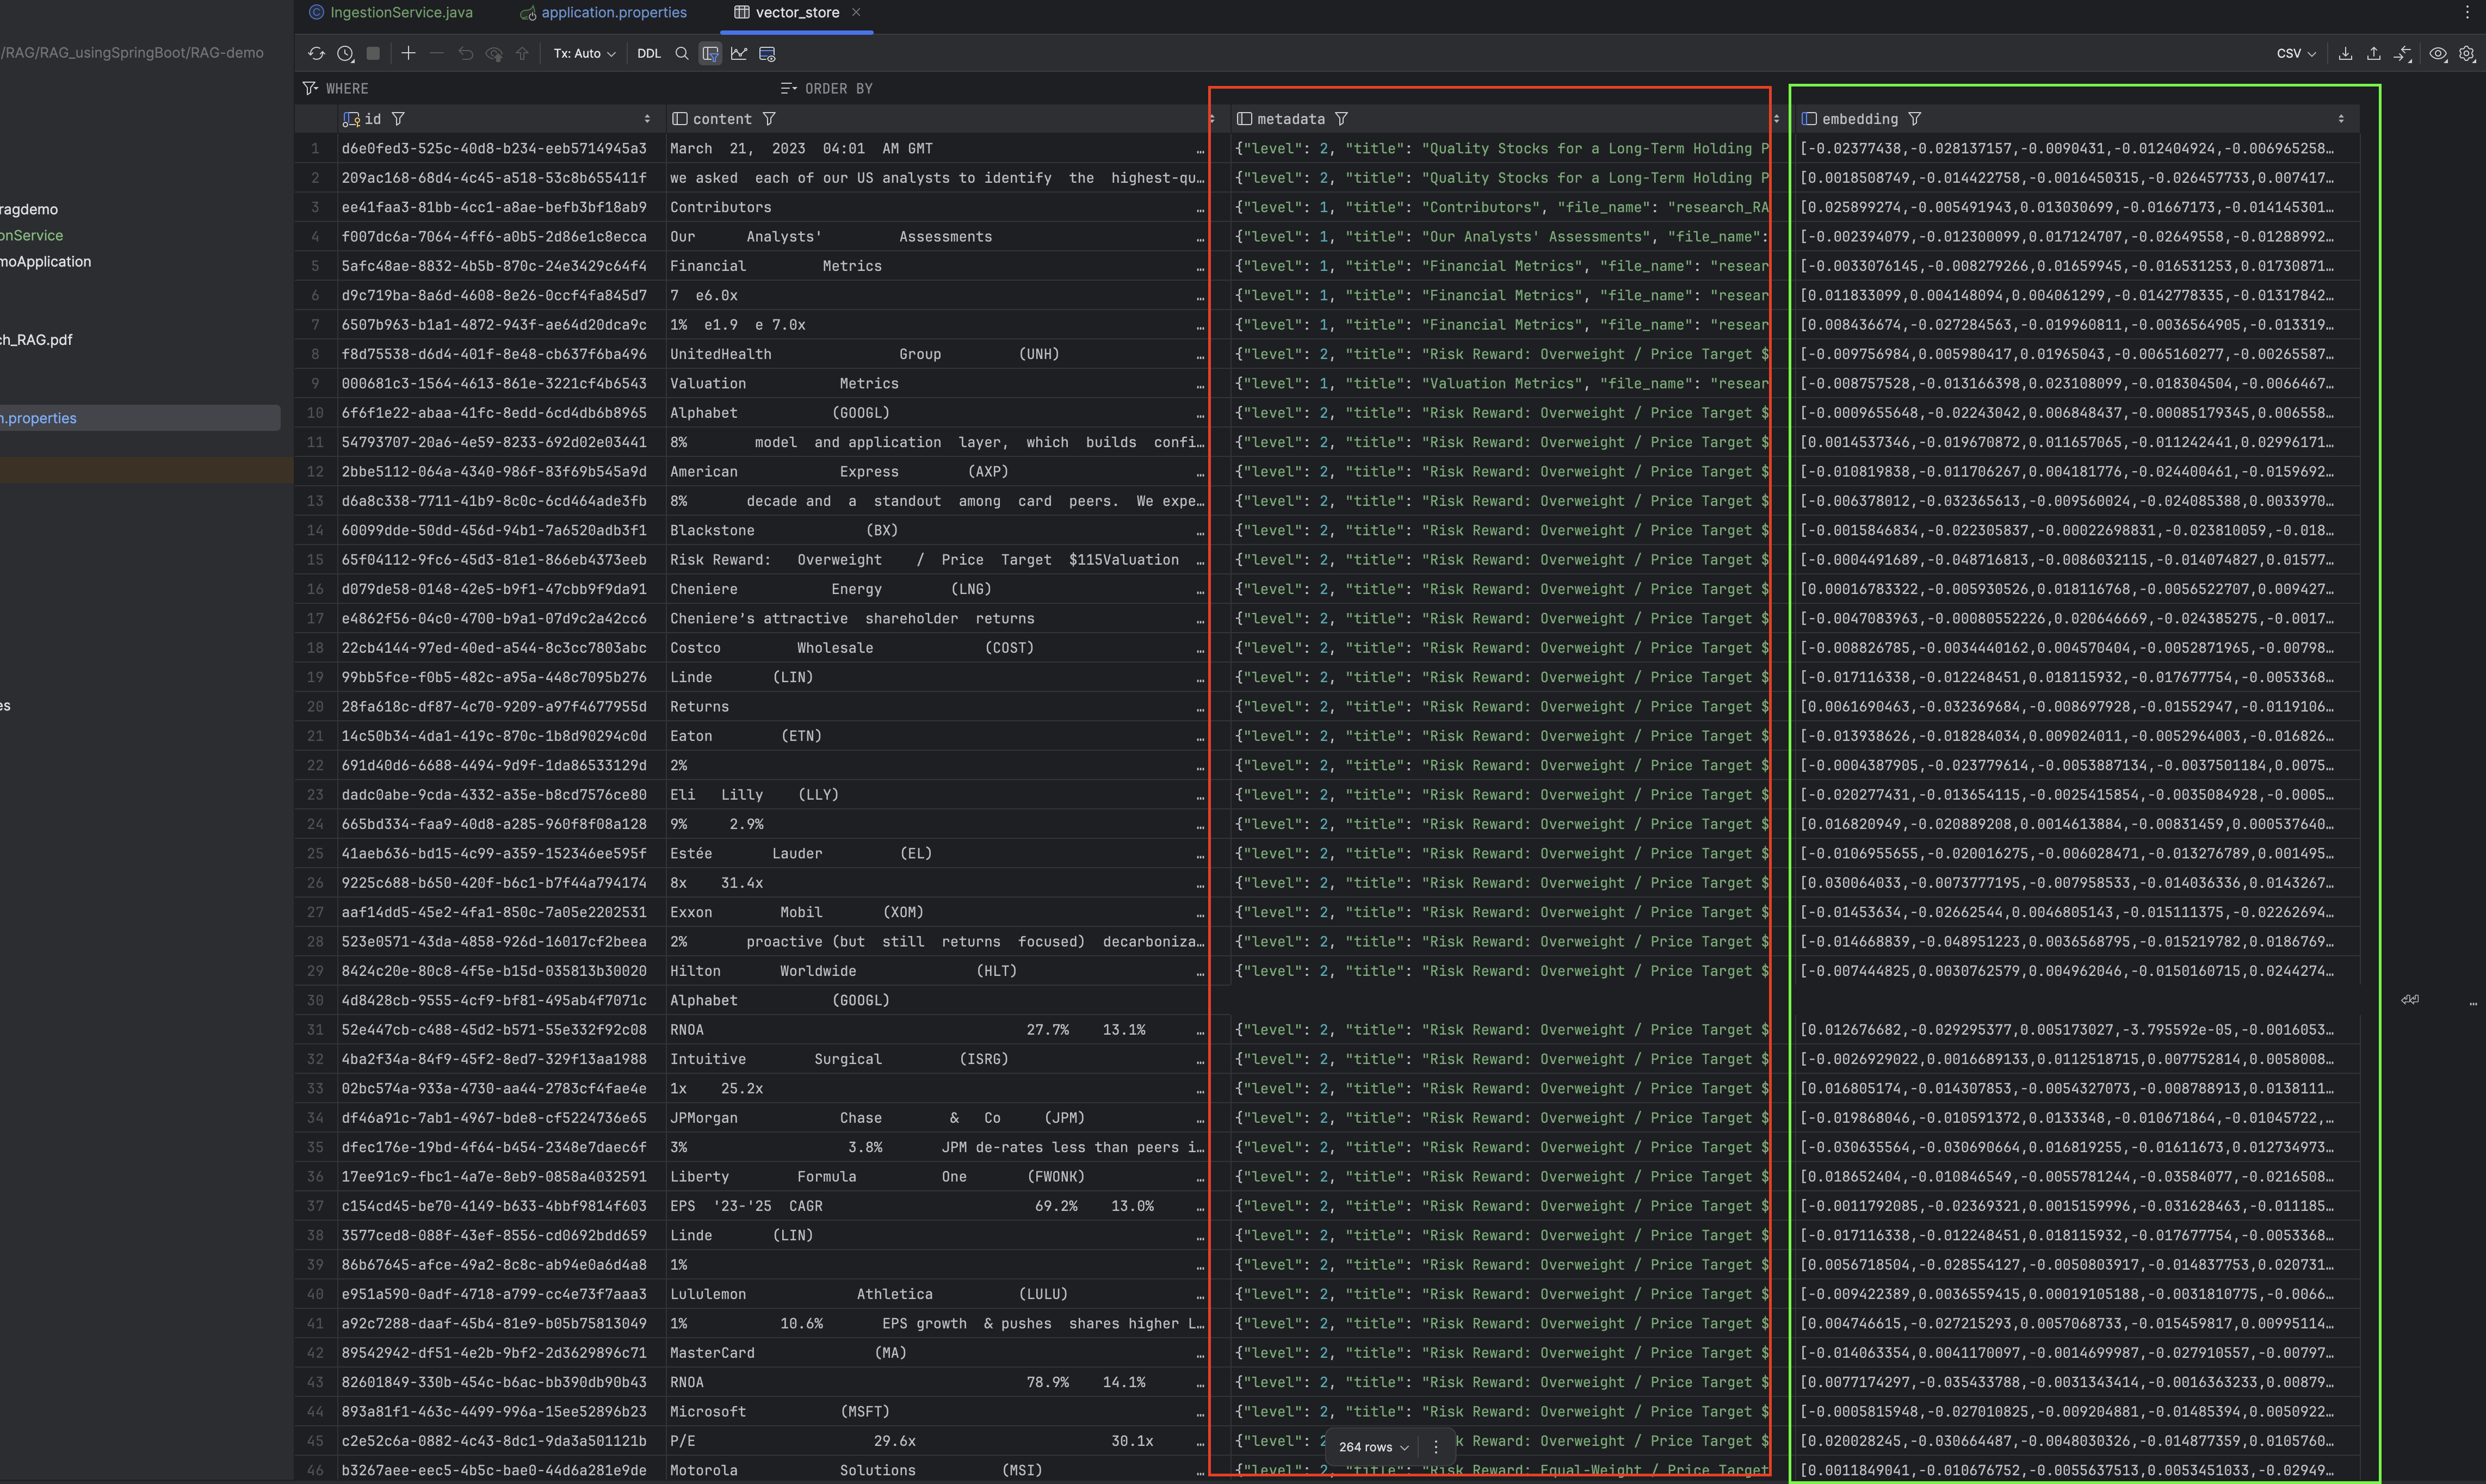 IngestionService.java application.properties vector_store
/RAG/RAG_usingSpringBoot/RAG-demo
Tx: Auto DDL CSV
WHERE ORDER BY
id content metadata embedding
1 d6e0fed3-525c-40d8-b234-eeb5714945a3 March 21, 2023 04:01 AM GMT … {"level": 2, "title": "Quality Stocks for a Long-Term Holding P [-0.02377438,-0.028137157,-0.0090431,-0.012404924,-0.006965258…
2 209ac168-68d4-4c45-a518-53c8b655411f we asked each of our US analysts to identify the highest-qu… {"level": 2, "title": "Quality Stocks for a Long-Term Holding P [0.0018508749,-0.014422758,-0.0016450315,-0.026457733,0.007417…
3 ee41faa3-81bb-4cc1-a8ae-befb3bf18ab9 Contributors … {"level": 1, "title": "Contributors", "file_name": "research_RA [0.025899274,-0.005491943,0.013030699,-0.01667173,-0.014145301…
ragdemo
4 f007dc6a-7064-4ff6-a0b5-2d86e1c8ecca Our Analysts' Assessments … {"level": 1, "title": "Our Analysts' Assessments", "file_name": [-0.002394079,-0.012300099,0.017124707,-0.02649558,-0.01288992…
onService
moApplication
5 5afc48ae-8832-4b5b-870c-24e3429c64f4 Financial Metrics … {"level": 1, "title": "Financial Metrics", "file_name": "resear [-0.0033076145,-0.008279266,0.01659945,-0.016531253,0.01730871…
6 d9c719ba-8a6d-4608-8e26-0ccf4fa845d7 7 e6.0x … {"level": 1, "title": "Financial Metrics", "file_name": "resear [0.011833099,0.004148094,0.004061299,-0.0142778335,-0.01317842…
7 6507b963-b1a1-4872-943f-ae64d20dca9c 1% e1.9 e 7.0x … {"level": 1, "title": "Financial Metrics", "file_name": "resear [0.008436674,-0.027284563,-0.019960811,-0.0036564905,-0.013319…
ch_RAG.pdf
8 f8d75538-d6d4-401f-8e48-cb637f6ba496 UnitedHealth Group (UNH) … {"level": 2, "title": "Risk Reward: Overweight / Price Target $ [-0.009756984,0.005980417,0.01965043,-0.0065160277,-0.00265587…
9 000681c3-1564-4613-861e-3221cf4b6543 Valuation Metrics … {"level": 1, "title": "Valuation Metrics", "file_name": "resear [-0.008757528,-0.013166398,0.023108099,-0.018304504,-0.0066467…
10 6f6f1e22-abaa-41fc-8edd-6cd4db6b8965 Alphabet (GOOGL) … {"level": 2, "title": "Risk Reward: Overweight / Price Target $ [-0.0009655648,-0.02243042,0.006848437,-0.00085179345,0.006558…
n.properties
11 54793707-20a6-4e59-8233-692d02e03441 8% model and application layer, which builds confi… {"level": 2, "title": "Risk Reward: Overweight / Price Target $ [0.0014537346,-0.019670872,0.011657065,-0.011242441,0.02996171…
12 2bbe5112-064a-4340-986f-83f69b545a9d American Express (AXP) … {"level": 2, "title": "Risk Reward: Overweight / Price Target $ [-0.010819838,-0.011706267,0.004181776,-0.024400461,-0.0159692…
13 d6a8c338-7711-41b9-8c0c-6cd464ade3fb 8% decade and a standout among card peers. We expe… {"level": 2, "title": "Risk Reward: Overweight / Price Target $ [-0.006378012,-0.032365613,-0.009560024,-0.024085388,0.0033970…
14 60099dde-50dd-456d-94b1-7a6520adb3f1 Blackstone (BX) … {"level": 2, "title": "Risk Reward: Overweight / Price Target $ [-0.0015846834,-0.022305837,-0.00022698831,-0.023810059,-0.018…
15 65f04112-9fc6-45d3-81e1-866eb4373eeb Risk Reward: Overweight / Price Target $115Valuation … {"level": 2, "title": "Risk Reward: Overweight / Price Target $ [-0.0004491689,-0.048716813,-0.0086032115,-0.014074827,0.01577…
16 d079de58-0148-42e5-b9f1-47cbb9f9da91 Cheniere Energy (LNG) … {"level": 2, "title": "Risk Reward: Overweight / Price Target $ [0.00016783322,-0.005930526,0.018116768,-0.0056522707,0.009427…
17 e4862f56-04c0-4700-b9a1-07d9c2a42cc6 Cheniere’s attractive shareholder returns … {"level": 2, "title": "Risk Reward: Overweight / Price Target $ [-0.0047083963,-0.00080552226,0.020646669,-0.024385275,-0.0017…
18 22cb4144-97ed-40ed-a544-8c3cc7803abc Costco Wholesale (COST) … {"level": 2, "title": "Risk Reward: Overweight / Price Target $ [-0.008826785,-0.0034440162,0.004570404,-0.0052871965,-0.00798…
19 99bb5fce-f0b5-482c-a95a-448c7095b276 Linde (LIN) … {"level": 2, "title": "Risk Reward: Overweight / Price Target $ [-0.017116338,-0.012248451,0.018115932,-0.017677754,-0.0053368…
es
20 28fa618c-df87-4c70-9209-a97f4677955d Returns … {"level": 2, "title": "Risk Reward: Overweight / Price Target $ [0.0061690463,-0.032369684,-0.008697928,-0.01552947,-0.0119106…
21 14c50b34-4da1-419c-870c-1b8d90294c0d Eaton (ETN) … {"level": 2, "title": "Risk Reward: Overweight / Price Target $ [-0.013938626,-0.018284034,0.009024011,-0.0052964003,-0.016826…
22 691d40d6-6688-4494-9d9f-1da86533129d 2% … {"level": 2, "title": "Risk Reward: Overweight / Price Target $ [-0.0004387905,-0.023779614,-0.0053887134,-0.0037501184,0.0075…
23 dadc0abe-9cda-4332-a35e-b8cd7576ce80 Eli Lilly (LLY) … {"level": 2, "title": "Risk Reward: Overweight / Price Target $ [-0.020277431,-0.013654115,-0.0025415854,-0.0035084928,-0.0005…
24 665bd334-faa9-40d8-a285-960f8f08a128 9% 2.9% … {"level": 2, "title": "Risk Reward: Overweight / Price Target $ [0.016820949,-0.020889208,0.0014613884,-0.00831459,0.000537640…
25 41aeb636-bd15-4c99-a359-152346ee595f Estée Lauder (EL) … {"level": 2, "title": "Risk Reward: Overweight / Price Target $ [-0.0106955655,-0.020016275,-0.006028471,-0.013276789,0.001495…
26 9225c688-b650-420f-b6c1-b7f44a794174 8x 31.4x … {"level": 2, "title": "Risk Reward: Overweight / Price Target $ [0.030064033,-0.0073777195,-0.007958533,-0.014036336,0.0143267…
27 aaf14dd5-45e2-4fa1-850c-7a05e2202531 Exxon Mobil (XOM) … {"level": 2, "title": "Risk Reward: Overweight / Price Target $ [-0.01453634,-0.02662544,0.0046805143,-0.015111375,-0.02262694…
28 523e0571-43da-4858-926d-16017cf2beea 2% proactive (but still returns focused) decarboniza… {"level": 2, "title": "Risk Reward: Overweight / Price Target $ [-0.014668839,-0.048951223,0.0036568795,-0.015219782,0.0186769…
29 8424c20e-80c8-4f5e-b15d-035813b30020 Hilton Worldwide (HLT) … {"level": 2, "title": "Risk Reward: Overweight / Price Target $ [-0.007444825,0.0030762579,0.004962046,-0.0150160715,0.0244274…
30 4d8428cb-9555-4cf9-bf81-495ab4f7071c Alphabet (GOOGL) …
31 52e447cb-c488-45d2-b571-55e332f92c08 RNOA 27.7% 13.1% … {"level": 2, "title": "Risk Reward: Overweight / Price Target $ [0.012676682,-0.029295377,0.005173027,-3.795592e-05,-0.0016053…
32 4ba2f34a-84f9-45f2-8ed7-329f13aa1988 Intuitive Surgical (ISRG) … {"level": 2, "title": "Risk Reward: Overweight / Price Target $ [-0.0026929022,0.0016689133,0.0112518715,0.007752814,0.0058008…
33 02bc574a-933a-4730-aa44-2783cf4fae4e 1x 25.2x … {"level": 2, "title": "Risk Reward: Overweight / Price Target $ [0.016805174,-0.014307853,-0.0054327073,-0.008788913,0.0138111…
34 df46a91c-7ab1-4967-bde8-cf5224736e65 JPMorgan Chase & Co (JPM) … {"level": 2, "title": "Risk Reward: Overweight / Price Target $ [-0.019868046,-0.010591372,0.0133348,-0.010671864,-0.01045722,…
35 dfec176e-19bd-4f64-b454-2348e7daec6f 3% 3.8% JPM de-rates less than peers i… {"level": 2, "title": "Risk Reward: Overweight / Price Target $ [-0.030635564,-0.030690664,0.016819255,-0.01611673,0.012734973…
36 17ee91c9-fbc1-4a7e-8eb9-0858a4032591 Liberty Formula One (FWONK) … {"level": 2, "title": "Risk Reward: Overweight / Price Target $ [0.018652404,-0.010846549,-0.0055781244,-0.03584077,-0.0216508…
37 c154cd45-be70-4149-b633-4bbf9814f603 EPS '23-'25 CAGR 69.2% 13.0% … {"level": 2, "title": "Risk Reward: Overweight / Price Target $ [-0.0011792085,-0.02369321,0.0015159996,-0.031628463,-0.011185…
38 3577ced8-088f-43ef-8556-cd0692bdd659 Linde (LIN) … {"level": 2, "title": "Risk Reward: Overweight / Price Target $ [-0.017116338,-0.012248451,0.018115932,-0.017677754,-0.0053368…
39 86b67645-afce-49a2-8c8c-ab94e0a6d4a8 1% … {"level": 2, "title": "Risk Reward: Overweight / Price Target $ [0.0056718504,-0.028554127,-0.0050803917,-0.014837753,0.020731…
40 e951a590-0adf-4718-a799-cc4e73f7aaa3 Lululemon Athletica (LULU) … {"level": 2, "title": "Risk Reward: Overweight / Price Target $ [-0.009422389,0.0036559415,0.00019105188,-0.0031810775,-0.0066…
41 a92c7288-daaf-45b4-81e9-b05b75813049 1% 10.6% EPS growth & pushes shares higher L… {"level": 2, "title": "Risk Reward: Overweight / Price Target $ [0.004746615,-0.027215293,0.0057068733,-0.015459817,0.00995114…
42 89542942-df51-4e2b-9bf2-2d3629896c71 MasterCard (MA) … {"level": 2, "title": "Risk Reward: Overweight / Price Target $ [-0.014063354,0.0041170097,-0.0014699987,-0.027910557,-0.00797…
43 82601849-330b-454c-b6ac-bb390db90b43 RNOA 78.9% 14.1% … {"level": 2, "title": "Risk Reward: Overweight / Price Target $ [0.0077174297,-0.035433788,-0.0031343414,-0.0016363233,0.00879…
44 893a81f1-463c-4499-996a-15ee52896b23 Microsoft (MSFT) … {"level": 2, "title": "Risk Reward: Overweight / Price Target $ [-0.0005815948,-0.027010825,-0.009204881,-0.01485394,0.0050922…
45 c2e52c6a-0882-4c43-8dc1-9da3a501121b P/E 29.6x 30.1x … {"level": 264 rows k Reward: Overweight / Price Target $ [0.020028245,-0.030664487,-0.0048030326,-0.014877359,0.0105760…
46 b3267aee-eec5-4b5c-bae0-44d6a281e9de Motorola Solutions (MSI) … {"level": 2, "title": "Risk Reward: Equal-Weight / Price Target [0.0011849041,-0.010676752,-0.0055637513,0.0053451033,-0.02949…